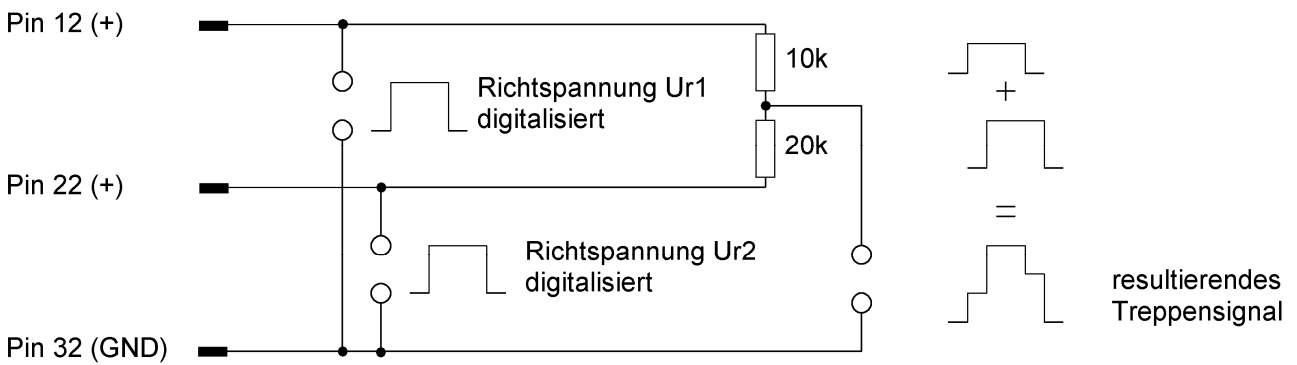 Pin 12 (+)
10k
Richtspannung Ur1
digitalisiert
+
20k
Pin 22 (+)
=
Richtspannung Ur2
digitalisiert
resultierendes
Treppensignal
Pin 32 (GND)